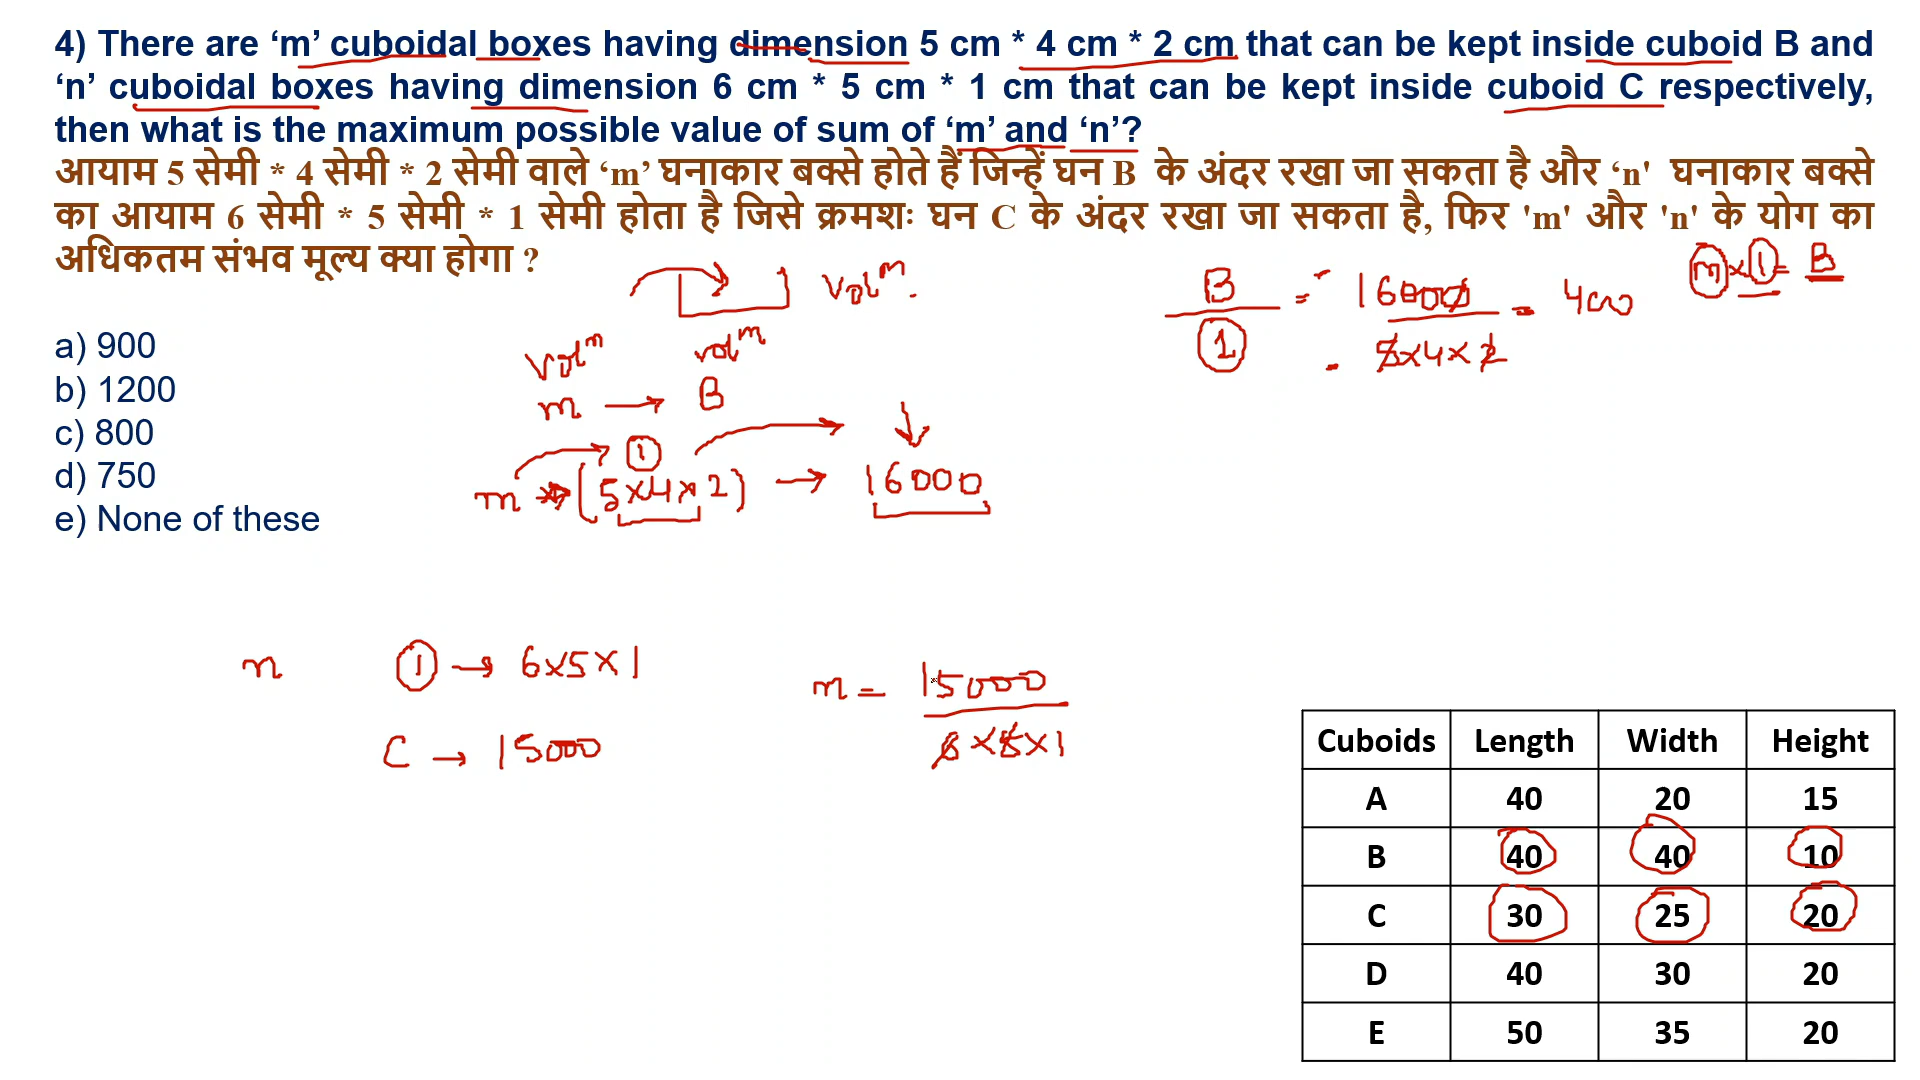 4) There are ‘m’ cuboidal boxes having dimension 5 cm * 4 cm * 2 cm that can be kept inside cuboid B and
‘n’ cuboidal boxes having dimension 6 cm * 5 cm * 1 cm that can be kept inside cuboid C respectively,
then what is the maximum possible value of sum of ‘m’ and ‘n’?
आयाम 5 सेमी * 4 सेमी * 2 सेमी वाले ‘m’ घनाकार बक्से होते हैं जिन्हें घन B के अंदर रखा जा सकता है और ‘n' घनाकार बक्से
का आयाम 6 सेमी * 5 सेमी * 1 सेमी होता है जिसे क्रमशः घन C के अंदर रखा जा सकता है, फिर 'm' और 'n' के योग का
अधिकतम संभव मूल्य क्या होगा ?
m × 1 = B
Volm.
B / 1 = 16000 / 5×4×2 = 400
a) 900
b) 1200
c) 800
d) 750
e) None of these
Volm volm
m → B
1
m (5×4×2) → 16000
n 1 → 6×5×1
C → 15000
n = 15000 / 6×5×1
Cuboids Length Width Height
A 40 20 15
B 40 40 10
C 30 25 20
D 40 30 20
E 50 35 20